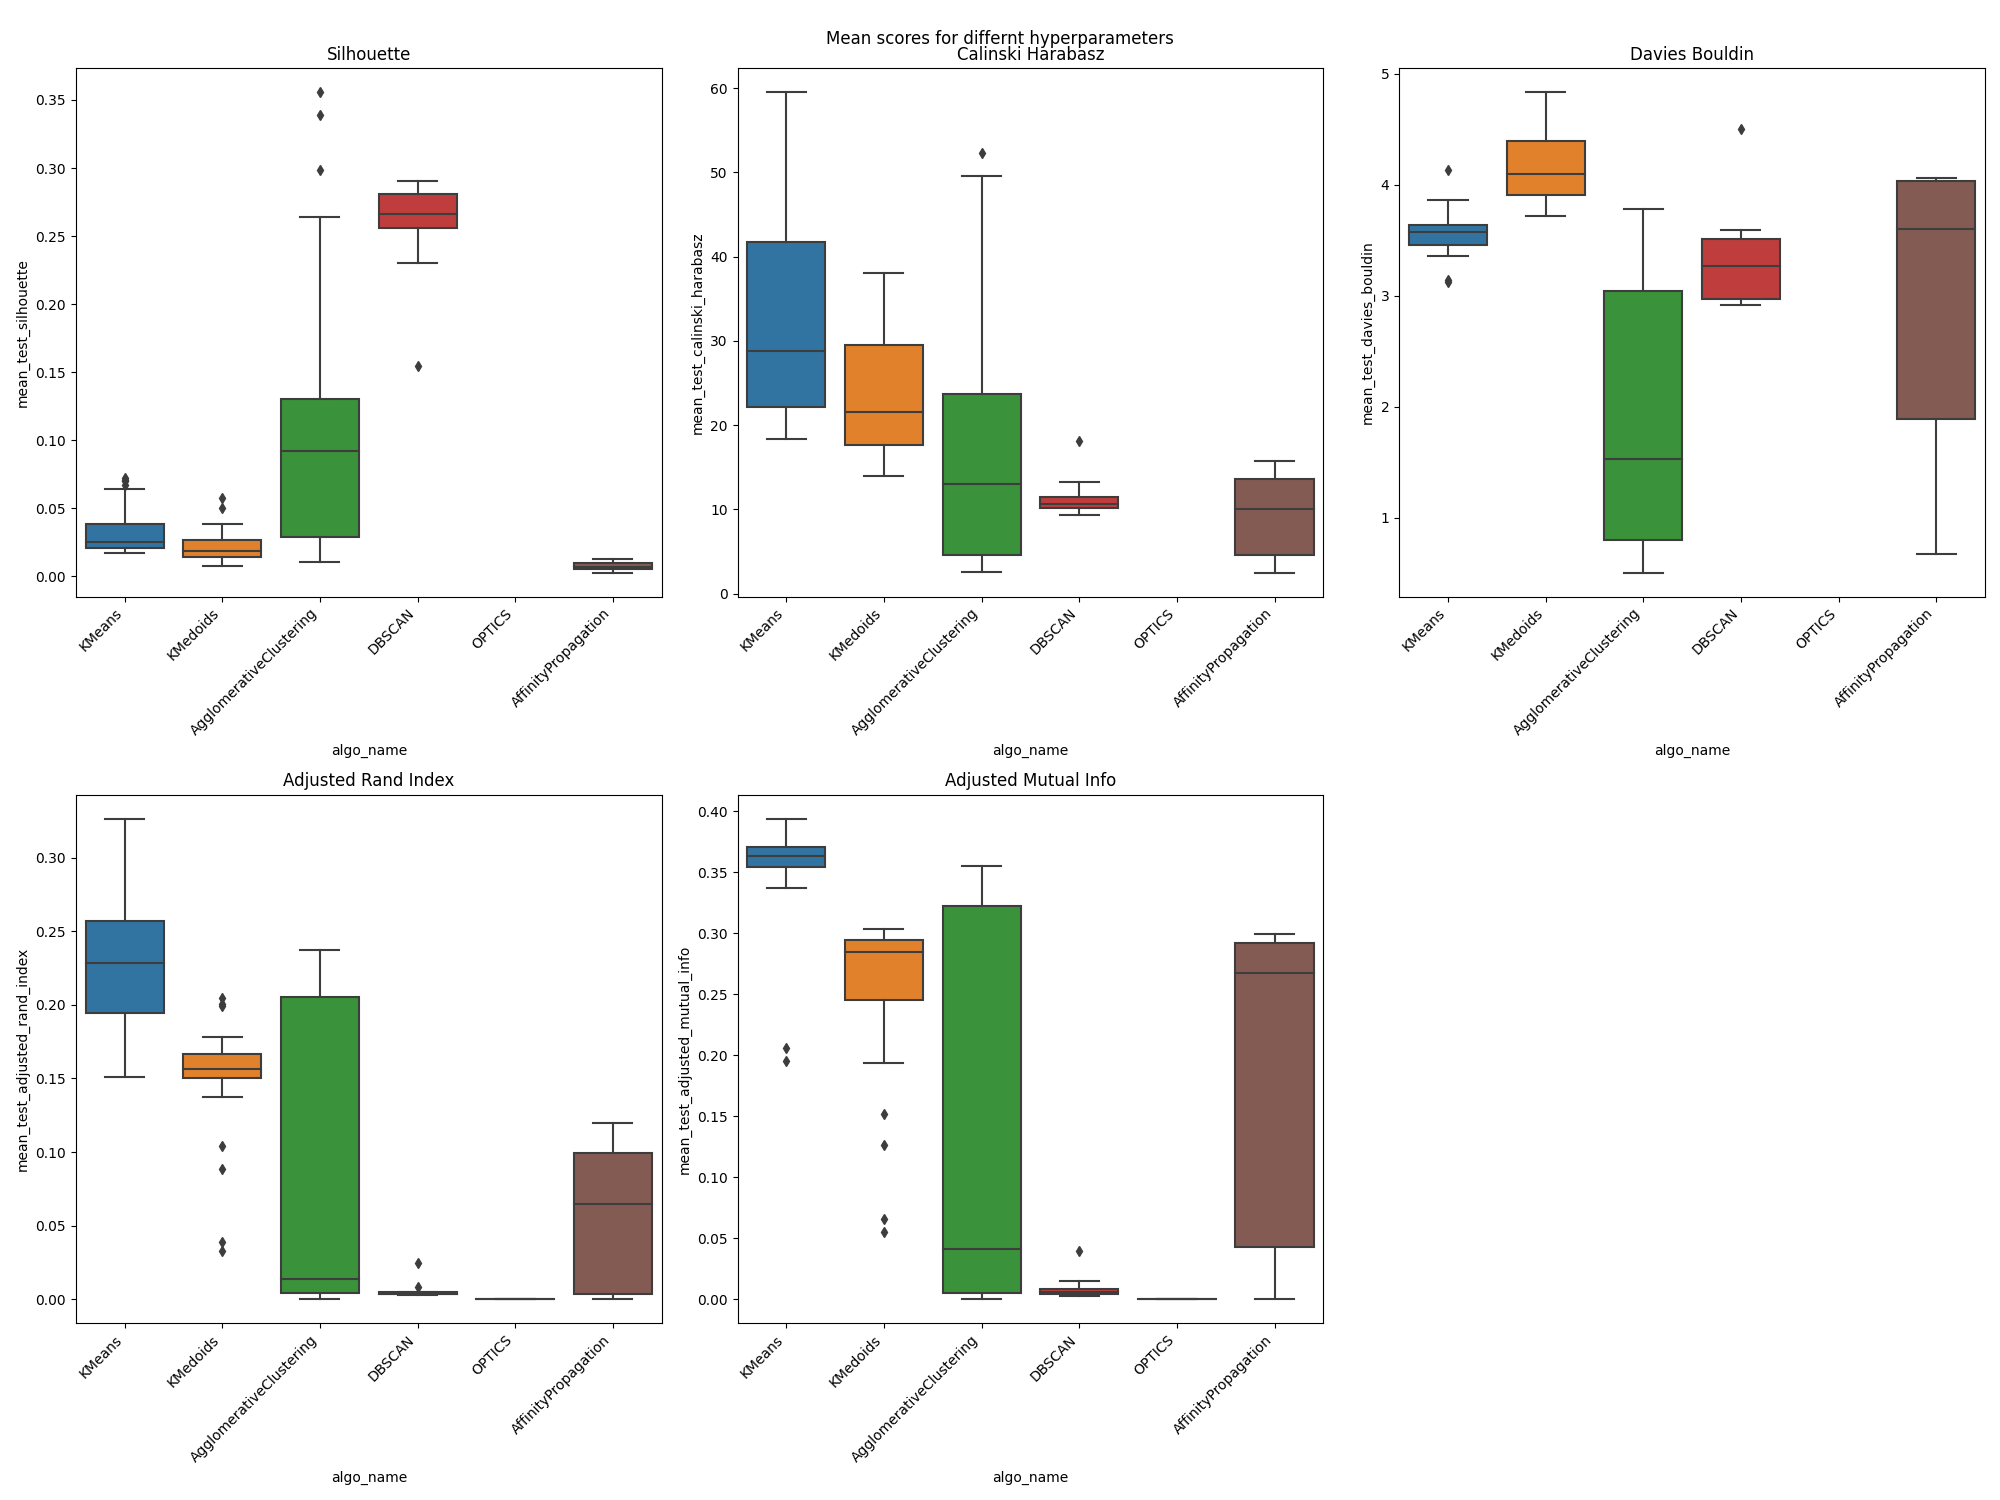 Mean scores for differnt hyperparameters
Silhouette
mean_test_silhouette
0.35
0.30
0.25
0.20
0.15
0.10
0.05
0.00
KMeans
KMedoids
AgglomerativeClustering
DBSCAN
OPTICS
AffinityPropagation
algo_name
Calinski Harabasz
mean_test_calinski_harabasz
60
50
40
30
20
10
0
KMeans
KMedoids
AgglomerativeClustering
DBSCAN
OPTICS
AffinityPropagation
algo_name
Davies Bouldin
mean_test_davies_bouldin
5
4
3
2
1
KMeans
KMedoids
AgglomerativeClustering
DBSCAN
OPTICS
AffinityPropagation
algo_name
Adjusted Rand Index
mean_test_adjusted_rand_index
0.30
0.25
0.20
0.15
0.10
0.05
0.00
KMeans
KMedoids
AgglomerativeClustering
DBSCAN
OPTICS
AffinityPropagation
algo_name
Adjusted Mutual Info
mean_test_adjusted_mutual_info
0.40
0.35
0.30
0.25
0.20
0.15
0.10
0.05
0.00
KMeans
KMedoids
AgglomerativeClustering
DBSCAN
OPTICS
AffinityPropagation
algo_name